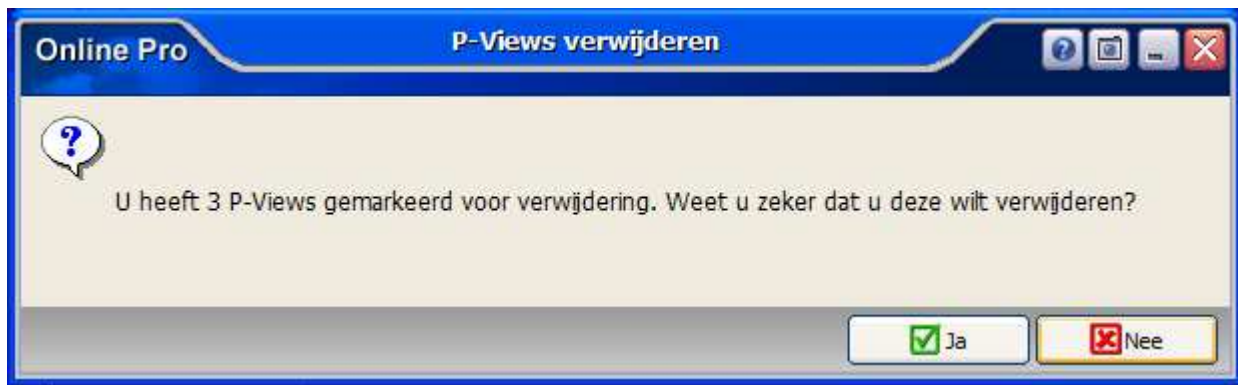 Online Pro
P-Views verwijderen
U heeft 3 P-Views gemarkeerd voor verwijdering. Weet u zeker dat u deze wilt verwijderen?
Ja
Nee